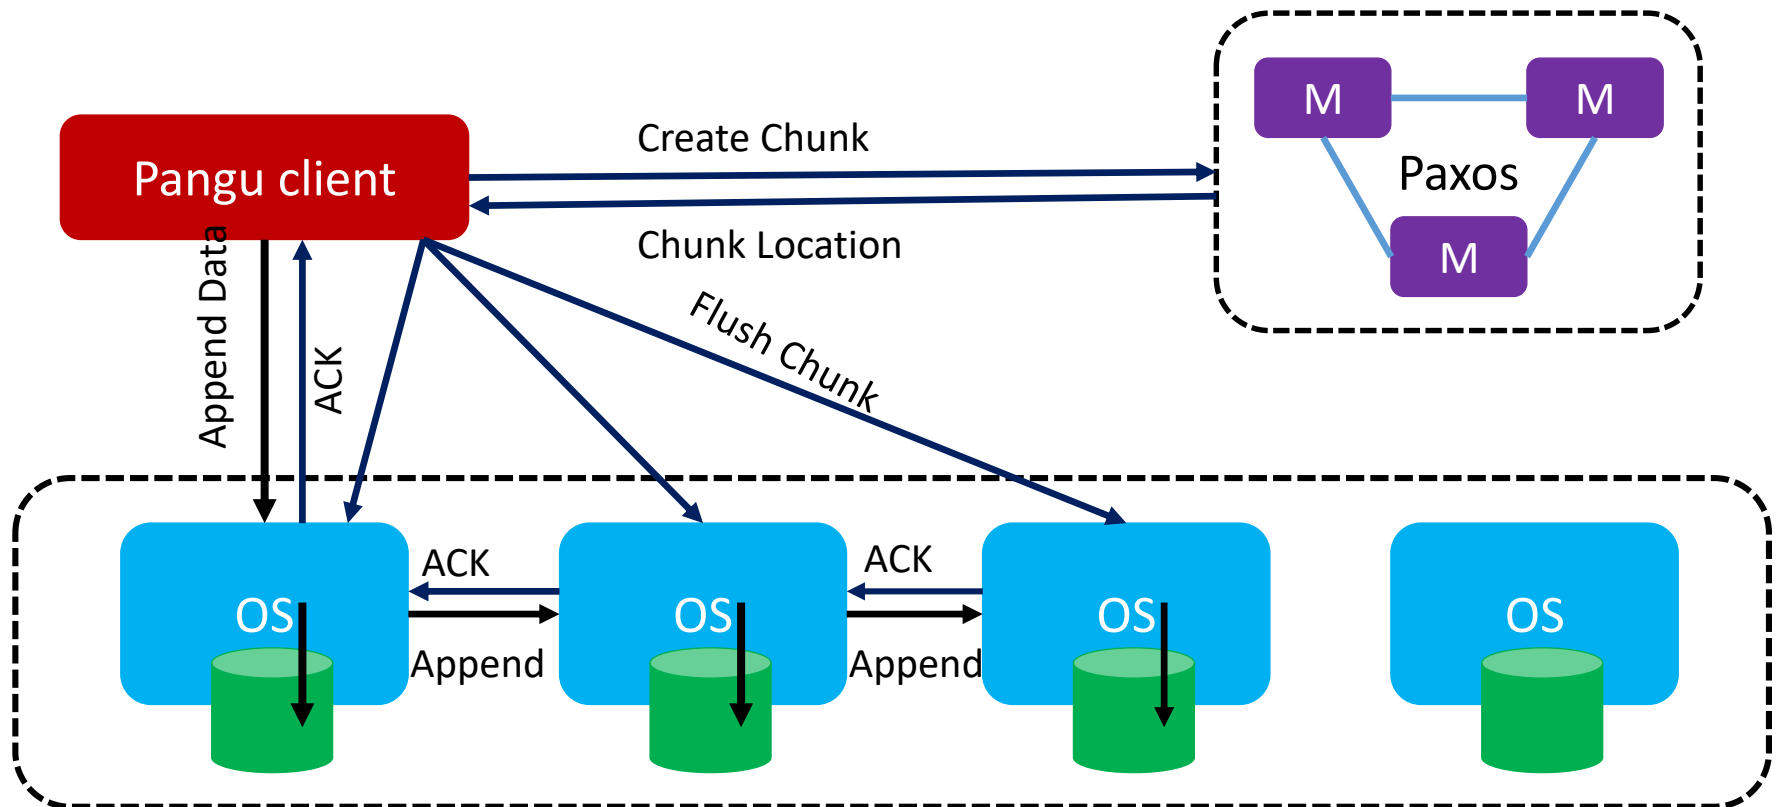 M
M
Create Chunk
Pangu client
Paxos
Chunk Location
M
Append Data
ACK
Flush Chunk
ACK
ACK
OS
OS
OS
OS
Append
Append